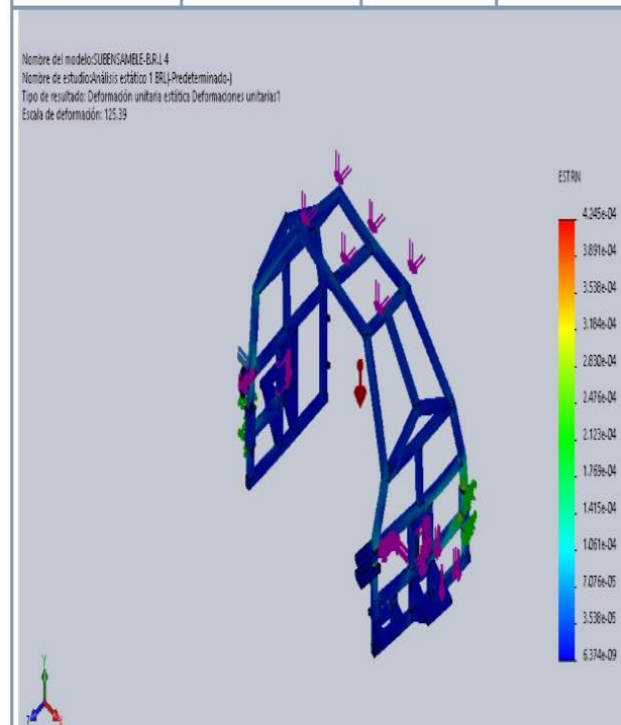 Nombre del modelo:SUBENSAMBLE-B.R.L 4
Nombre de estudio:Análisis estático 1 BRL(-Predeterminado-)
Tipo de resultado: Deformación unitaria estática Deformaciones unitarias1
Escala de deformación: 125.39
ESTRN
4.245e-04
3.891e-04
3.538e-04
3.184e-04
2.830e-04
2.476e-04
2.123e-04
1.769e-04
1.415e-04
1.061e-04
7.076e-05
3.538e-05
6.374e-09
Y
Z
X